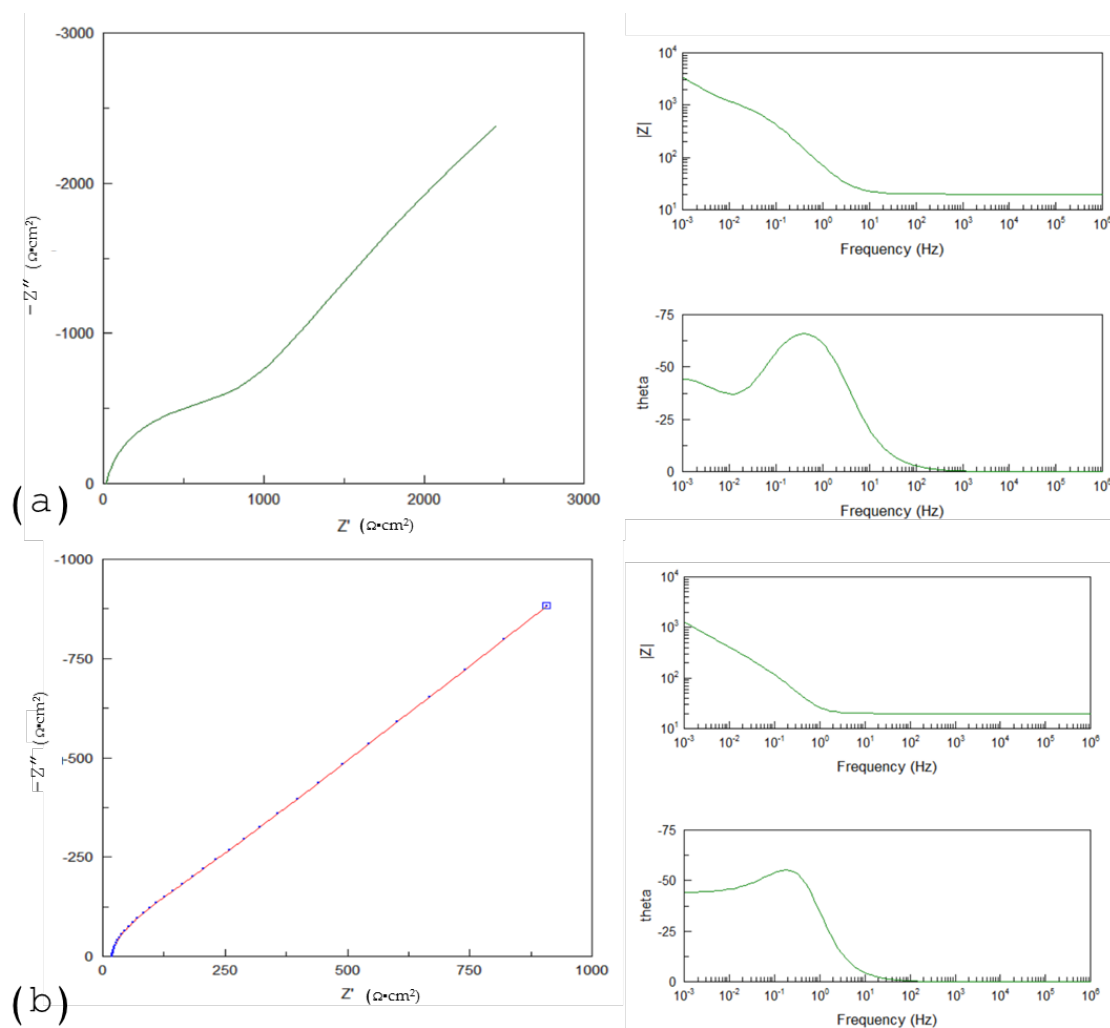 -3000
-2000
-1000
0
0 1000 2000 3000
-Z″ (Ω•cm²)
Z' (Ω•cm²)
(a)
10⁴
10³
10²
10¹
|Z|
10⁻³ 10⁻² 10⁻¹ 10⁰ 10¹ 10² 10³ 10⁴ 10⁵ 10⁶
Frequency (Hz)
-75
-50
-25
0
theta
10⁻³ 10⁻² 10⁻¹ 10⁰ 10¹ 10² 10³ 10⁴ 10⁵ 10⁶
Frequency (Hz)
-1000
-750
-500
-250
0
0 250 500 750 1000
-Z″ (Ω•cm²)
Z' (Ω•cm²)
(b)
10⁴
10³
10²
10¹
|Z|
10⁻³ 10⁻² 10⁻¹ 10⁰ 10¹ 10² 10³ 10⁴ 10⁵ 10⁶
Frequency (Hz)
-75
-50
-25
0
theta
10⁻³ 10⁻² 10⁻¹ 10⁰ 10¹ 10² 10³ 10⁴ 10⁵ 10⁶
Frequency (Hz)